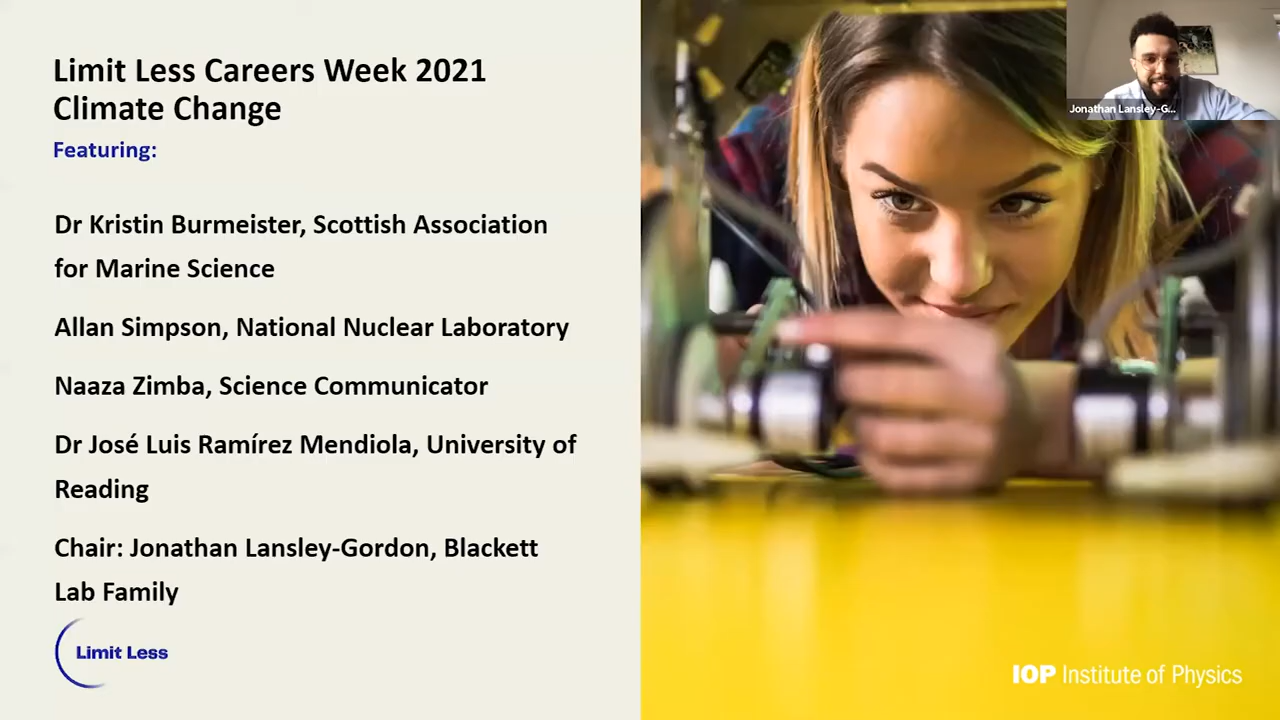 Limit Less Careers Week 2021
Climate Change
Featuring:
Dr Kristin Burmeister, Scottish Association
for Marine Science
Allan Simpson, National Nuclear Laboratory
Naaza Zimba, Science Communicator
Dr José Luis Ramírez Mendiola, University of
Reading
Chair: Jonathan Lansley-Gordon, Blackett
Lab Family
Limit Less
Jonathan Lansley-G...
IOP Institute of Physics